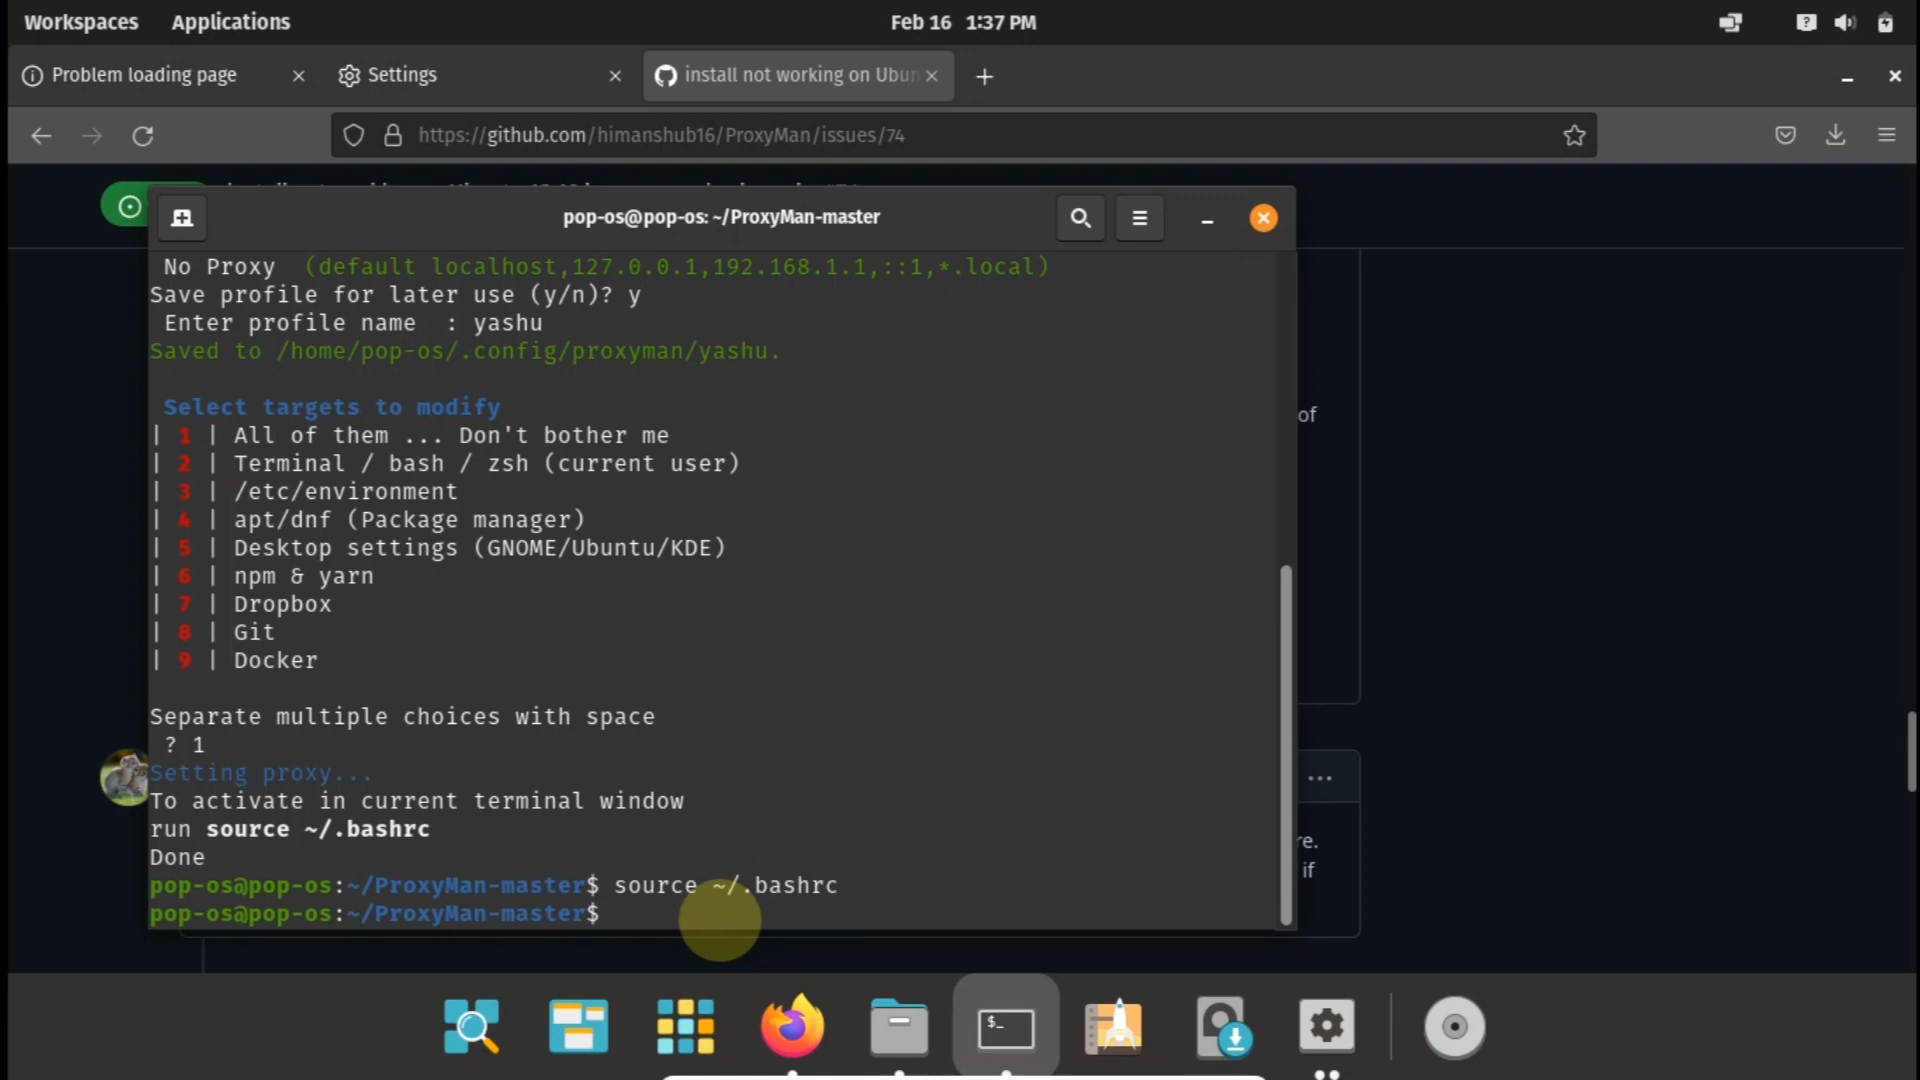 Workspaces Applications Feb 16 1:37 PM
Problem loading page Settings install not working on Ubun
https://github.com/himanshub16/ProxyMan/issues/74
pop-os@pop-os: ~/ProxyMan-master
No Proxy (default localhost,127.0.0.1,192.168.1.1,::1,*.local)
Save profile for later use (y/n)? y
Enter profile name : yashu
Saved to /home/pop-os/.config/proxyman/yashu.
Select targets to modify
| 1 | All of them ... Don't bother me
of
| 2 | Terminal / bash / zsh (current user)
| 3 | /etc/environment
| 4 | apt/dnf (Package manager)
| 5 | Desktop settings (GNOME/Ubuntu/KDE)
| 6 | npm & yarn
| 7 | Dropbox
| 8 | Git
| 9 | Docker
Separate multiple choices with space
? 1
Setting proxy...
To activate in current terminal window
run source ~/.bashrc
re.
Done
if
pop-os@pop-os:~/ProxyMan-master$ source ~/.bashrc
pop-os@pop-os:~/ProxyMan-master$
$_